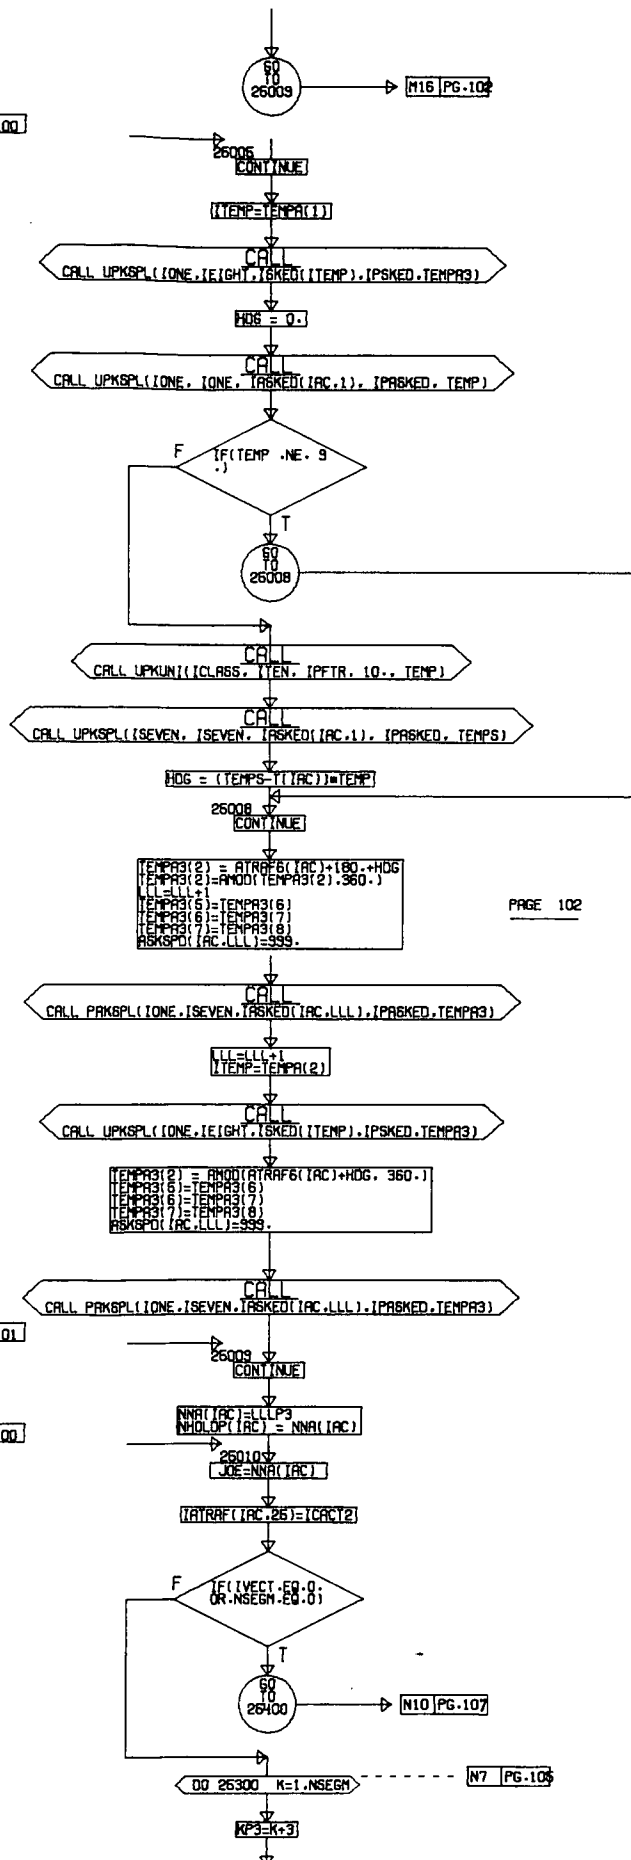 GO
TO
26009
M16 PG.102
00
26006
CONTINUE
ITEMP=TEMPA(1)
CALL
CALL UPKSPL(IONE,IEIGHT,ISKED(ITEMP),IPSKED,TEMPA3)
HDG = 0.
CALL
CALL UPKSPL(IONE, IONE, IASKED(IAC,1), IPASKED, TEMP)
F
IF(TEMP .NE. 9
.)
T
GO
TO
26008
CALL
CALL UPKUNI(ICLASS, ITEN, IPFTR, 10., TEMP)
CALL
CALL UPKSPL(ISEVEN, ISEVEN, IASKED(IAC,1), IPASKED, TEMPS)
HDG = (TEMPS-T(IAC))*TEMP
26008
CONTINUE
TEMPA3(2) = ATRAF6(IAC)+180.+HDG
TEMPA3(2)=AMOD(TEMPA3(2),360.)
LLL=LLL+1
TEMPA3(5)=TEMPA3(6)
TEMPA3(6)=TEMPA3(7)
TEMPA3(7)=TEMPA3(8)
ASKSPD(IAC,LLL)=999.
PAGE 102
CALL
CALL PAKSPL(IONE,ISEVEN,IASKED(IAC,LLL),IPASKED,TEMPA3)
LLL=LLL+1
ITEMP=TEMPA(2)
CALL
CALL UPKSPL(IONE,IEIGHT,ISKED(ITEMP),IPSKED,TEMPA3)
TEMPA3(2) = AMOD(ATRAF6(IAC)+HDG, 360.)
TEMPA3(5)=TEMPA3(6)
TEMPA3(6)=TEMPA3(7)
TEMPA3(7)=TEMPA3(8)
ASKSPD(IAC,LLL)=999.
CALL
CALL PAKSPL(IONE,ISEVEN,IASKED(IAC,LLL),IPASKED,TEMPA3)
01
26009
CONTINUE
NNA(IAC)=LLLP3
NHOLDP(IAC) = NNA(IAC)
00
26010
JOE=NNA(IAC)
IATRAF(IAC,26)=ICACT2
F
IF(IVECT.EQ.0.
OR.NSEGM.EQ.0)
T
GO
TO
26400
N10 PG.107
DO 26300 K=1,NSEGM
N7 PG.105
KP3=K+3